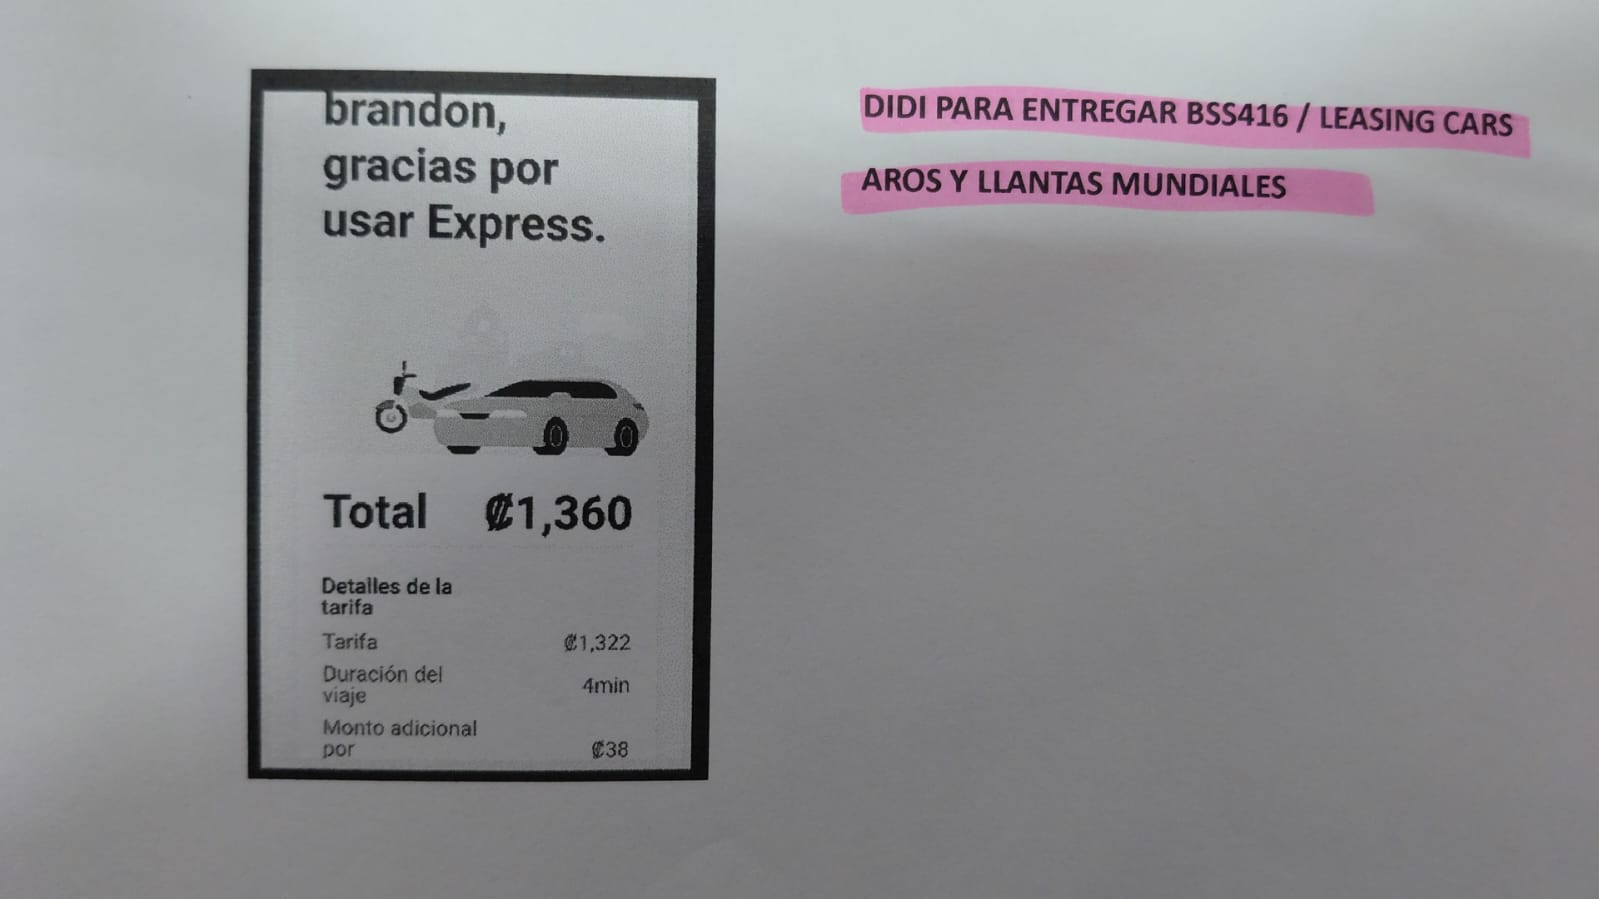 brandon,
gracias por
usar Express.
Total ₡1,360
Detalles de la
tarifa
Tarifa ₡1,322
Duración del
viaje 4min
Monto adicional
por ₡38
DIDI PARA ENTREGAR BSS416 / LEASING CARS
AROS Y LLANTAS MUNDIALES